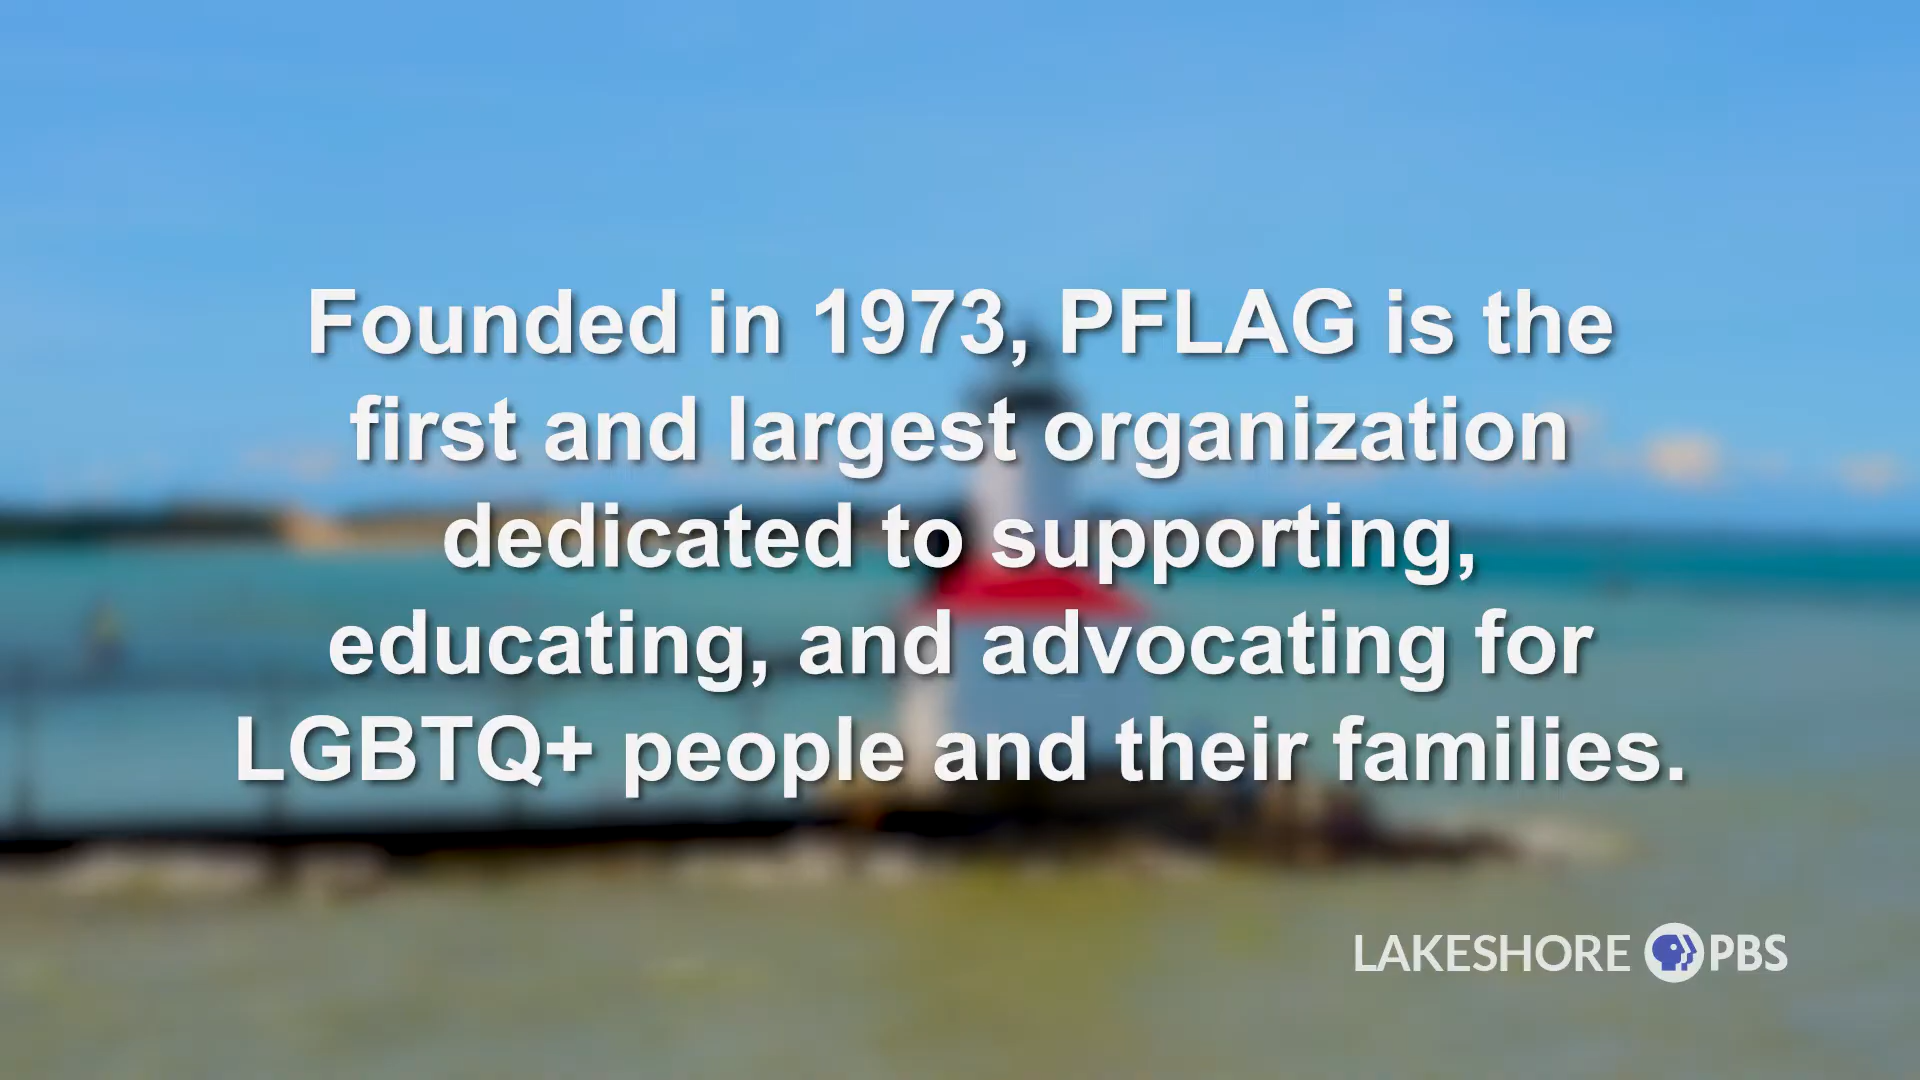 Founded in 1973, PFLAG is the
first and largest organization
dedicated to supporting,
educating, and advocating for
LGBTQ+ people and their families.
LAKESHORE PBS